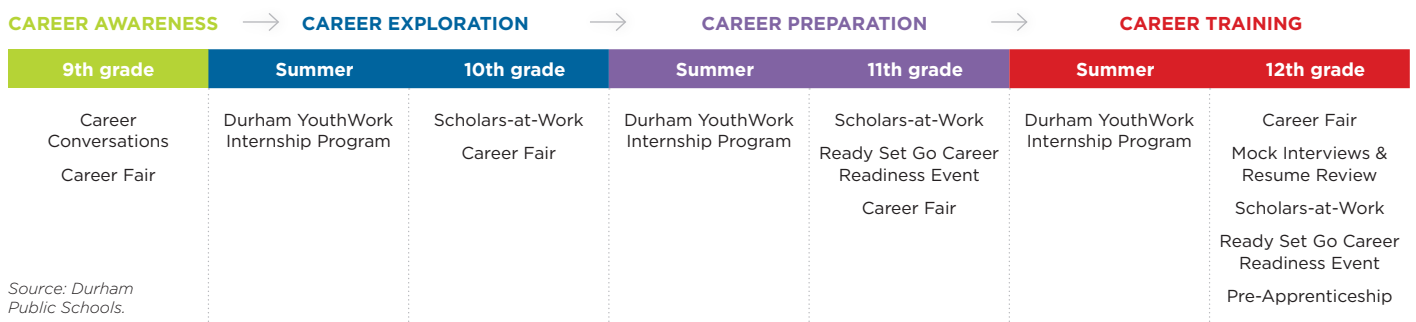 CAREER AWARENESS → CAREER EXPLORATION → CAREER PREPARATION → CAREER TRAINING
9th grade Summer 10th grade Summer 11th grade Summer 12th grade
Career
Conversations
Career Fair
Durham YouthWork
Internship Program
Scholars-at-Work
Career Fair
Durham YouthWork
Internship Program
Scholars-at-Work
Ready Set Go Career
Readiness Event
Career Fair
Durham YouthWork
Internship Program
Career Fair
Mock Interviews &
Resume Review
Scholars-at-Work
Ready Set Go Career
Readiness Event
Pre-Apprenticeship
Source: Durham
Public Schools.